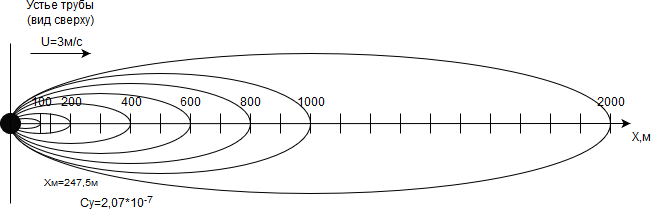 Устье трубы
(вид сверху)
U=3м/с
100 200 400 600 800 1000 2000
X,м
Xм=247,5м
Cy=2,07*10⁻⁷